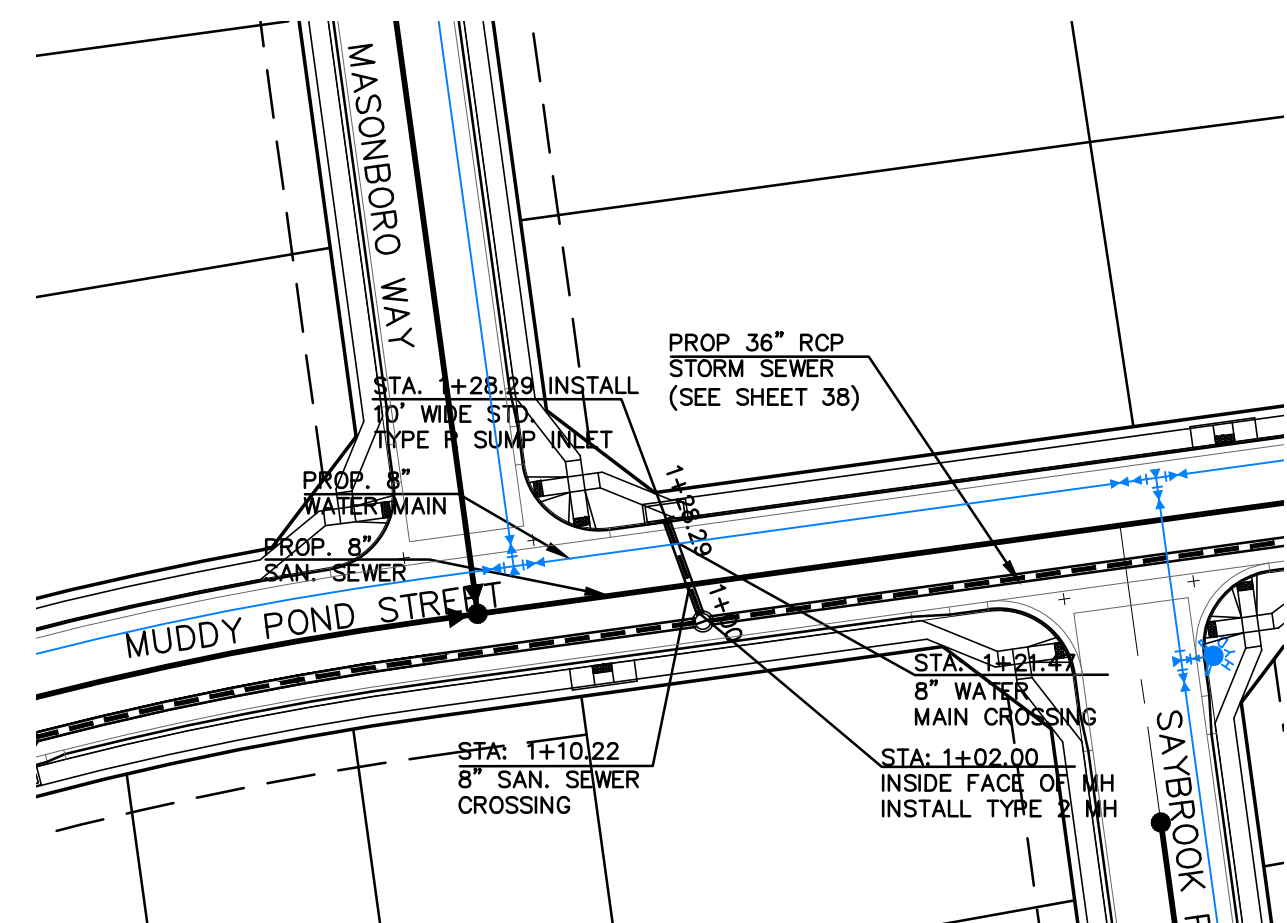 MASONBORO WAY
PROP 36" RCP
STORM SEWER
(SEE SHEET 38)
STA. 1+28.29 INSTALL
10' WIDE STD.
TYPE R SUMP INLET
PROP. 8"
WATER MAIN
PROP. 8"
SAN. SEWER
1+28.29
1+00
MUDDY POND STREET
STA. 1+21.47
8" WATER
MAIN CROSSING
STA: 1+10.22
8" SAN. SEWER
CROSSING
STA: 1+02.00
INSIDE FACE OF MH
INSTALL TYPE 2 MH
SAYBROOK